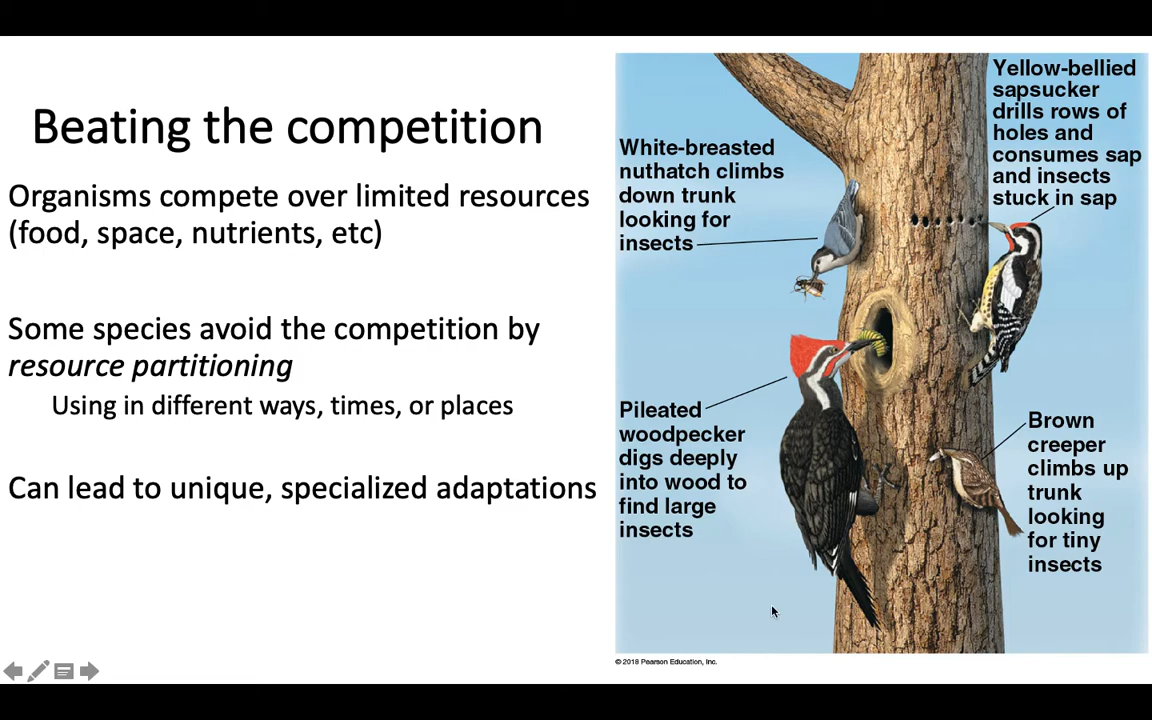 Beating the competition
Organisms compete over limited resources
(food, space, nutrients, etc)
Some species avoid the competition by
resource partitioning
Using in different ways, times, or places
Can lead to unique, specialized adaptations
White-breasted
nuthatch climbs
down trunk
looking for
insects
Yellow-bellied
sapsucker
drills rows of
holes and
consumes sap
and insects
stuck in sap
Pileated
woodpecker
digs deeply
into wood to
find large
insects
Brown
creeper
climbs up
trunk
looking
for tiny
insects
© 2018 Pearson Education, Inc.